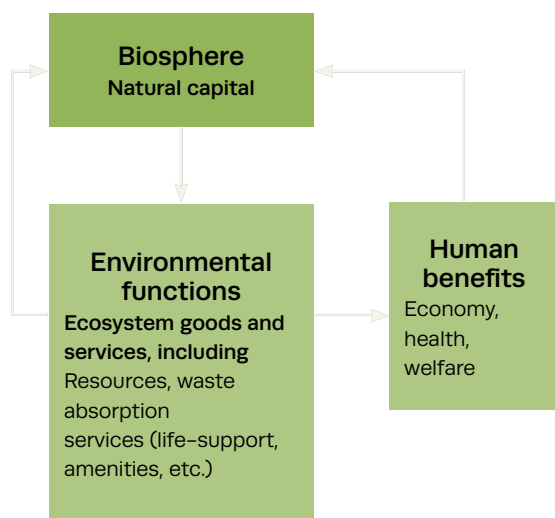 Biosphere
Natural capital
Environmental
functions
Ecosystem goods and
services, including
Resources, waste
absorption
services (life-support,
amenities, etc.)
Human
benefits
Economy,
health,
welfare